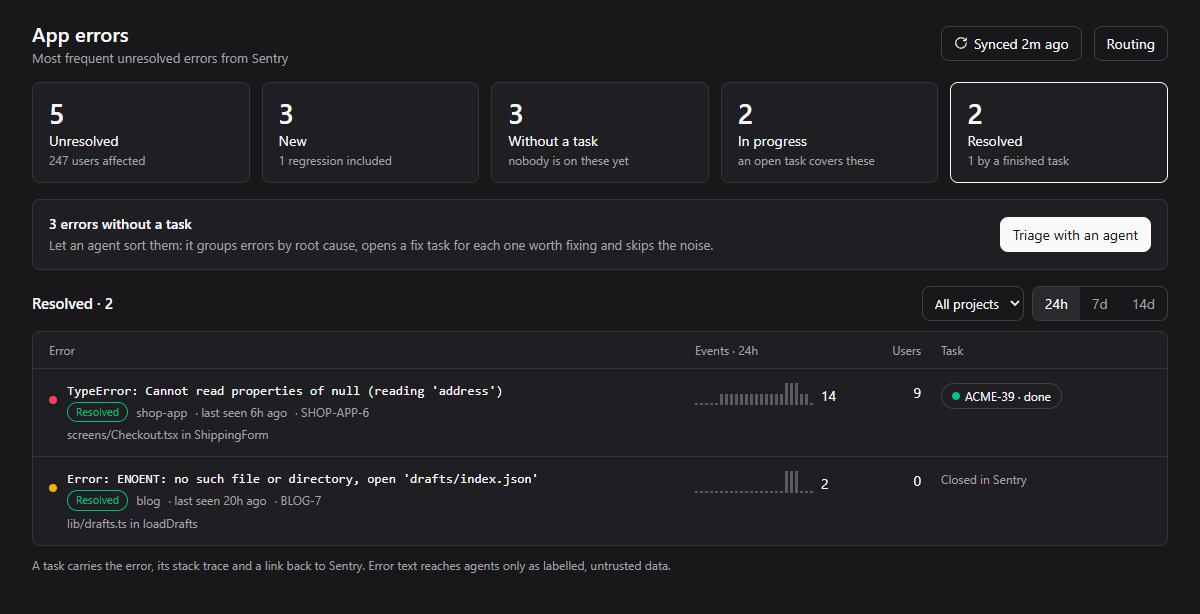 App errors
Most frequent unresolved errors from Sentry
Synced 2m ago
Routing
5
Unresolved
247 users affected
3
New
1 regression included
3
Without a task
nobody is on these yet
2
In progress
an open task covers these
2
Resolved
1 by a finished task
3 errors without a task
Let an agent sort them: it groups errors by root cause, opens a fix task for each one worth fixing and skips the noise.
Triage with an agent
Resolved · 2
All projects
24h
7d
14d
Error
Events · 24h
Users
Task
TypeError: Cannot read properties of null (reading 'address')
Resolved shop-app · last seen 6h ago · SHOP-APP-6
screens/Checkout.tsx in ShippingForm
14
9
ACME-39 · done
Error: ENOENT: no such file or directory, open 'drafts/index.json'
Resolved blog · last seen 20h ago · BLOG-7
lib/drafts.ts in loadDrafts
2
0
Closed in Sentry
A task carries the error, its stack trace and a link back to Sentry. Error text reaches agents only as labelled, untrusted data.